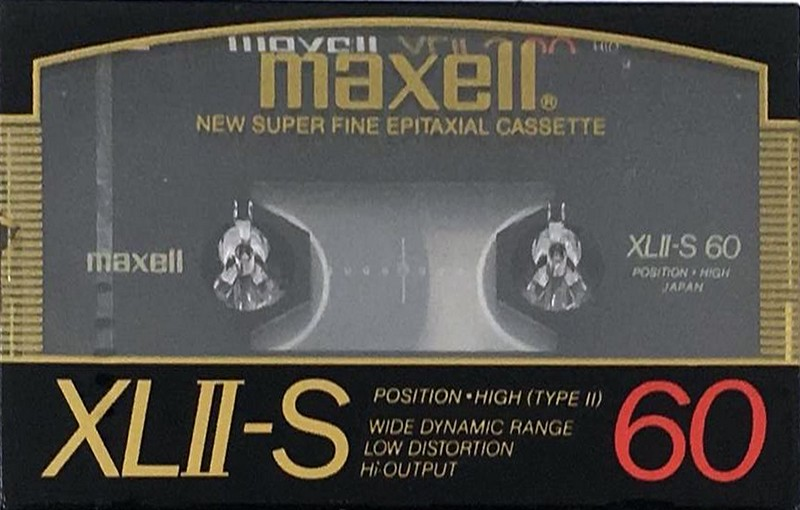 maxell®
NEW SUPER FINE EPITAXIAL CASSETTE
maxell
XLII-S 60
POSITION • HIGH
JAPAN
XLII-S
POSITION • HIGH (TYPE II)
WIDE DYNAMIC RANGE
LOW DISTORTION
Hi OUTPUT
60